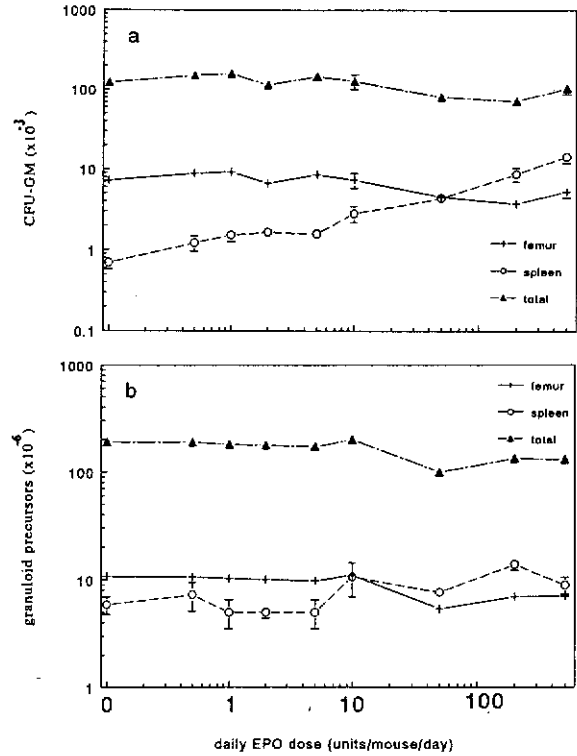 1000
a
100
10
1
0.1
CFU-GM (x10-3)
femur
spleen
total
1000
b
femur
spleen
total
100
10
1
granuloid precursors (x10-6)
0 1 10 100
daily EPO dose (units/mouse/day)